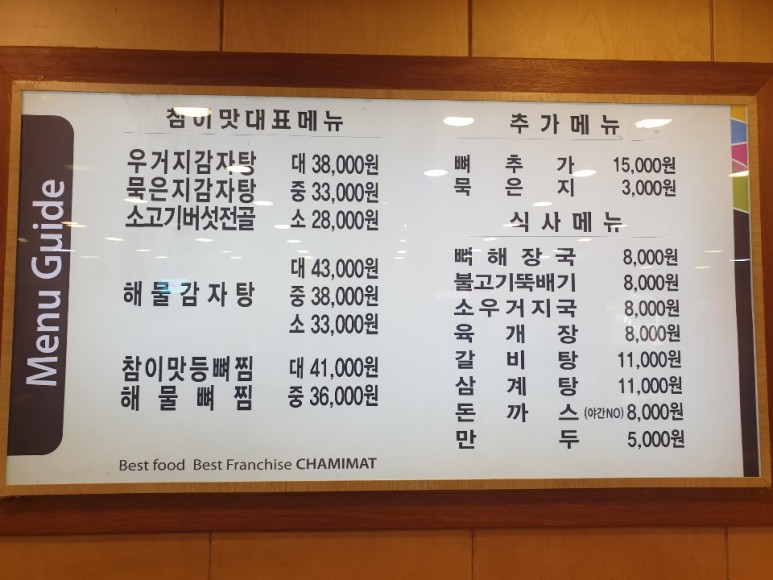 Menu Guide
참이맛대표메뉴
우거지감자탕 대 38,000원
묵은지감자탕 중 33,000원
소고기버섯전골 소 28,000원
대 43,000원
해물감자탕 중 38,000원
소 33,000원
참이맛등뼈찜 대 41,000원
해물뼈찜 중 36,000원
Best food Best Franchise CHAMIMAT
추가메뉴
뼈추가 15,000원
묵은지 3,000원
식사메뉴
뼈해장국 8,000원
불고기뚝배기 8,000원
소우거지국 8,000원
육개장 8,000원
갈비탕 11,000원
삼계탕 11,000원
돈까스 (야간NO) 8,000원
만두 5,000원